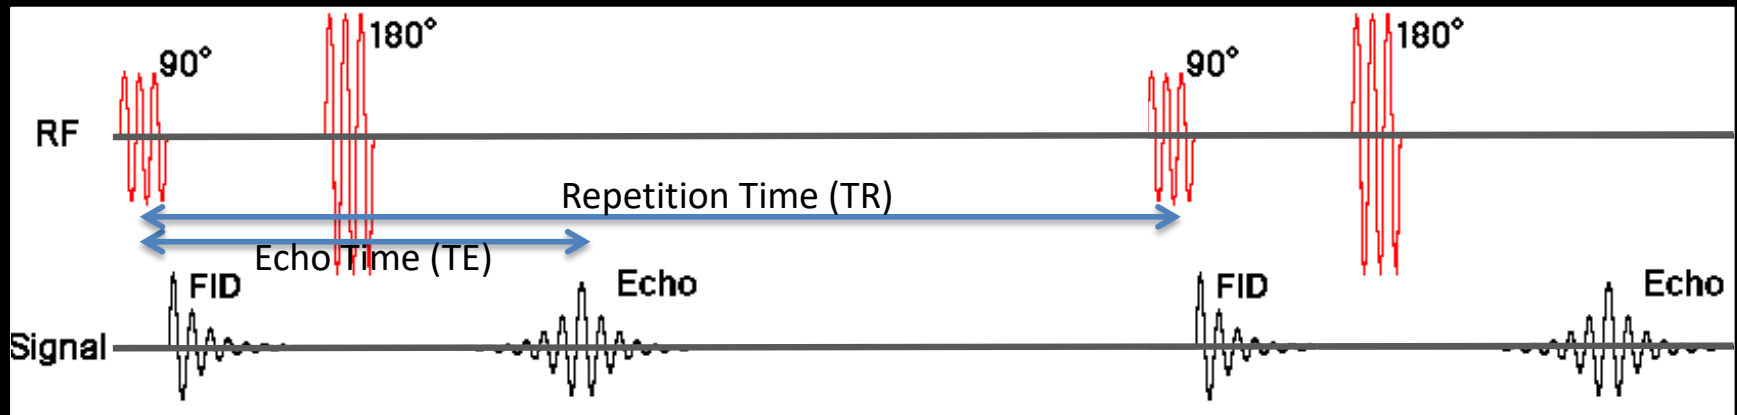 180°
180°
90°
90°
RF
Repetition Time (TR)
Echo Time (TE)
FID
Echo
FID
Echo
Signal